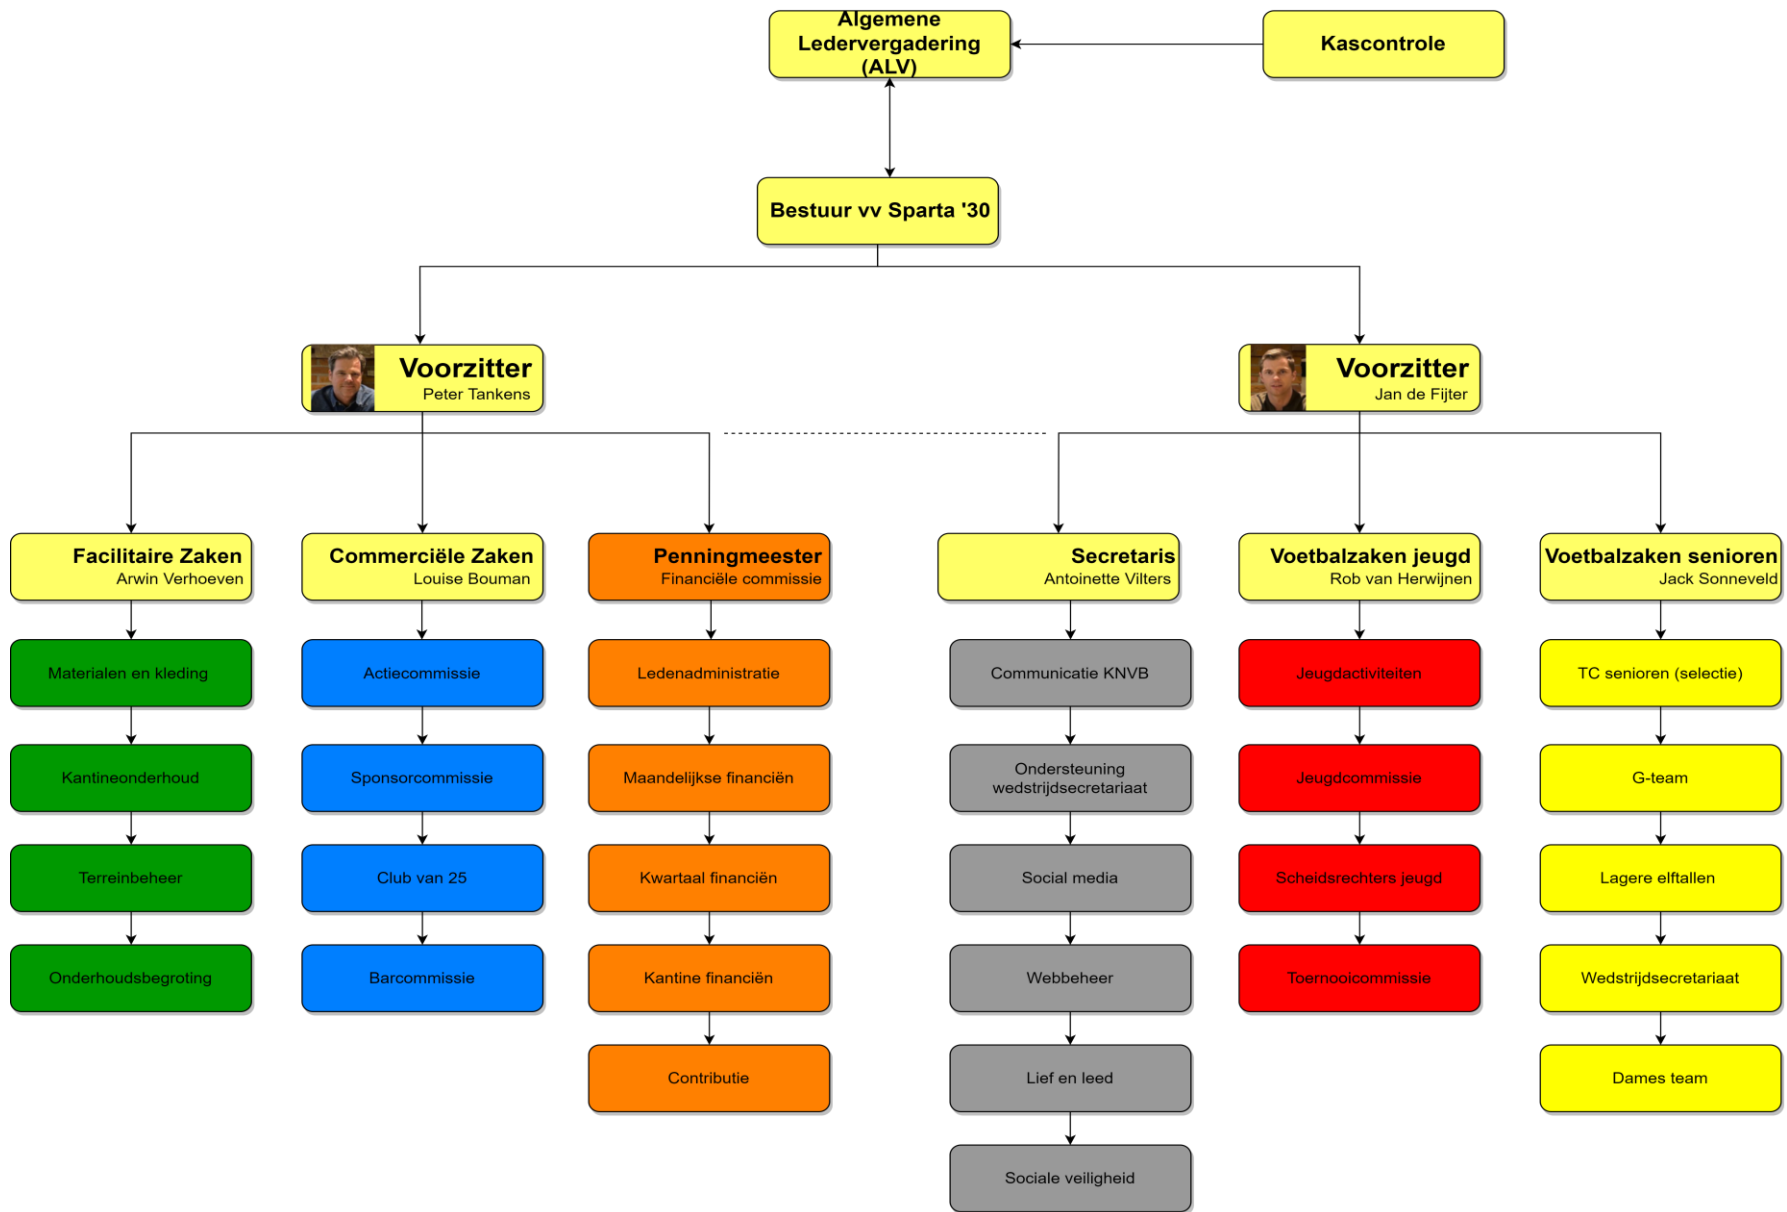 Algemene
Ledervergadering
(ALV)
Kascontrole
Bestuur vv Sparta '30
Voorzitter
Peter Tankens
Voorzitter
Jan de Fijter
Facilitaire Zaken
Arwin Verhoeven
Commerciële Zaken
Louise Bouman
Penningmeester
Financiële commissie
Secretaris
Antoinette Vilters
Voetbalzaken jeugd
Rob van Herwijnen
Voetbalzaken senioren
Jack Sonneveld
Materialen en kleding
Actiecommissie
Ledenadministratie
Communicatie KNVB
Jeugdactiviteiten
TC senioren (selectie)
Kantineonderhoud
Sponsorcommissie
Maandelijkse financiën
Ondersteuning
wedstrijdsecretariaat
Jeugdcommissie
G-team
Terreinbeheer
Club van 25
Kwartaal financiën
Social media
Scheidsrechters jeugd
Lagere elftallen
Onderhoudsbegroting
Barcommissie
Kantine financiën
Webbeheer
Toernooicommissie
Wedstrijdsecretariaat
Contributie
Lief en leed
Dames team
Sociale veiligheid